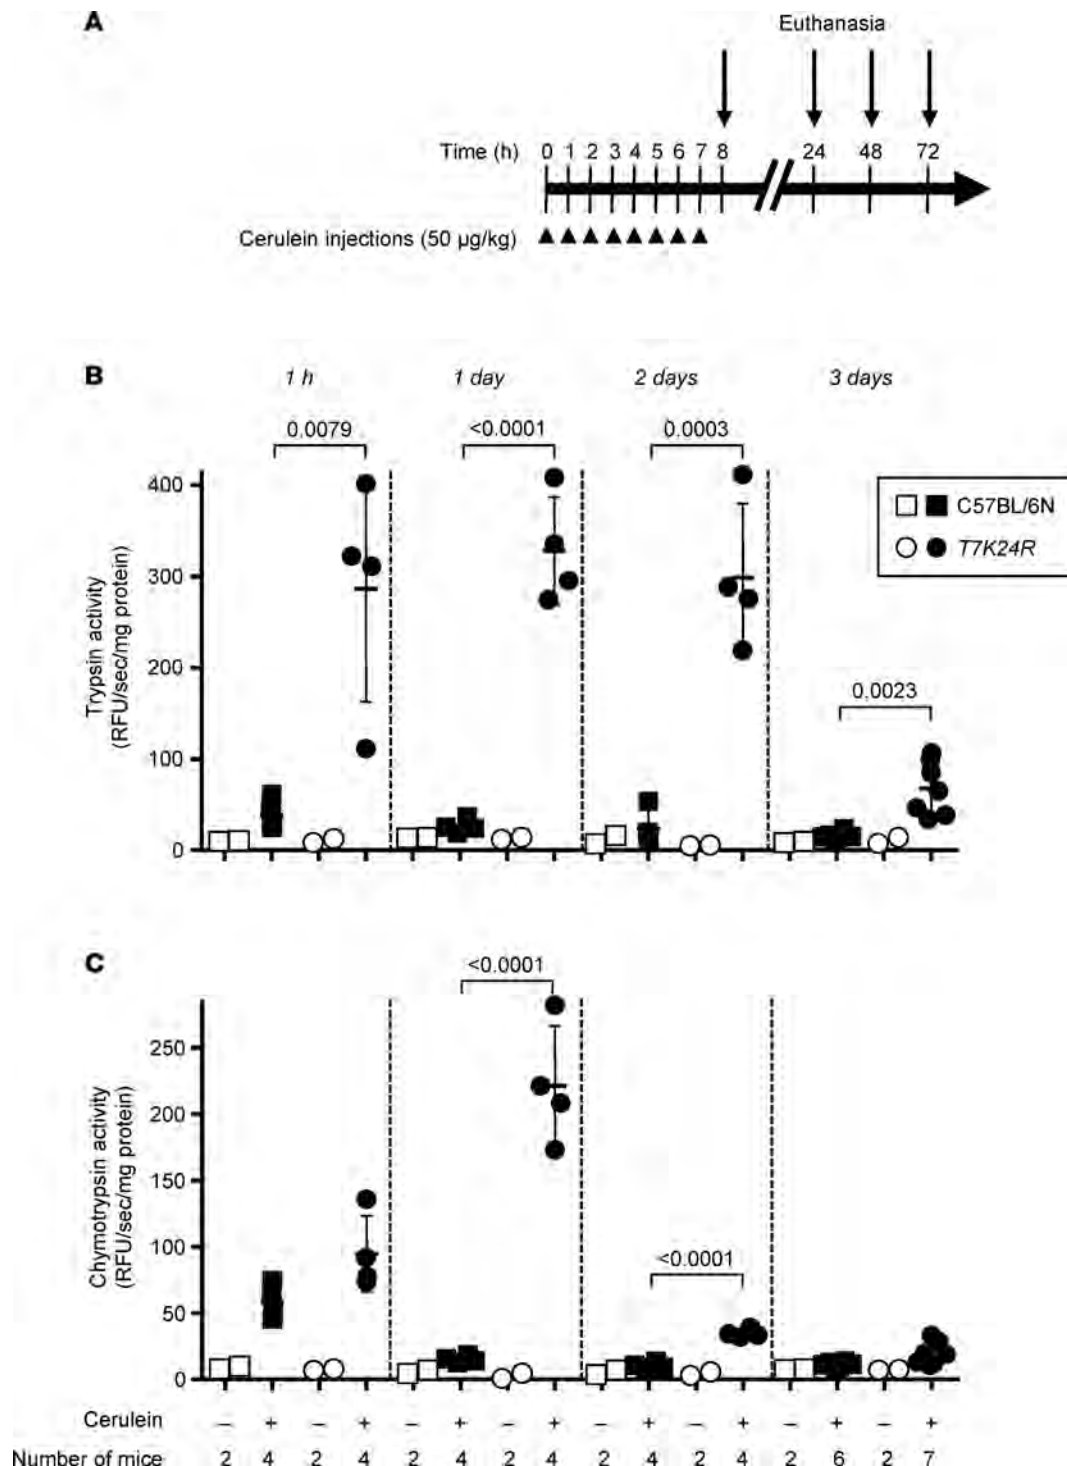 A
Euthanasia
Time (h) 0 1 2 3 4 5 6 7 8 24 48 72
Cerulein injections (50 µg/kg)
B
1 h 1 day 2 days 3 days
0.0079 <0.0001 0.0003
400
300
200
100
0
Trypsin activity
(RFU/sec/mg protein)
C57BL/6N
T7K24R
0.0023
C
<0.0001
250
200
150
100
50
0
Chymotrypsin activity
(RFU/sec/mg protein)
<0.0001
Cerulein – + – + – + – + – + – + – + – +
Number of mice 2 4 2 4 2 4 2 4 2 4 2 4 2 6 2 7